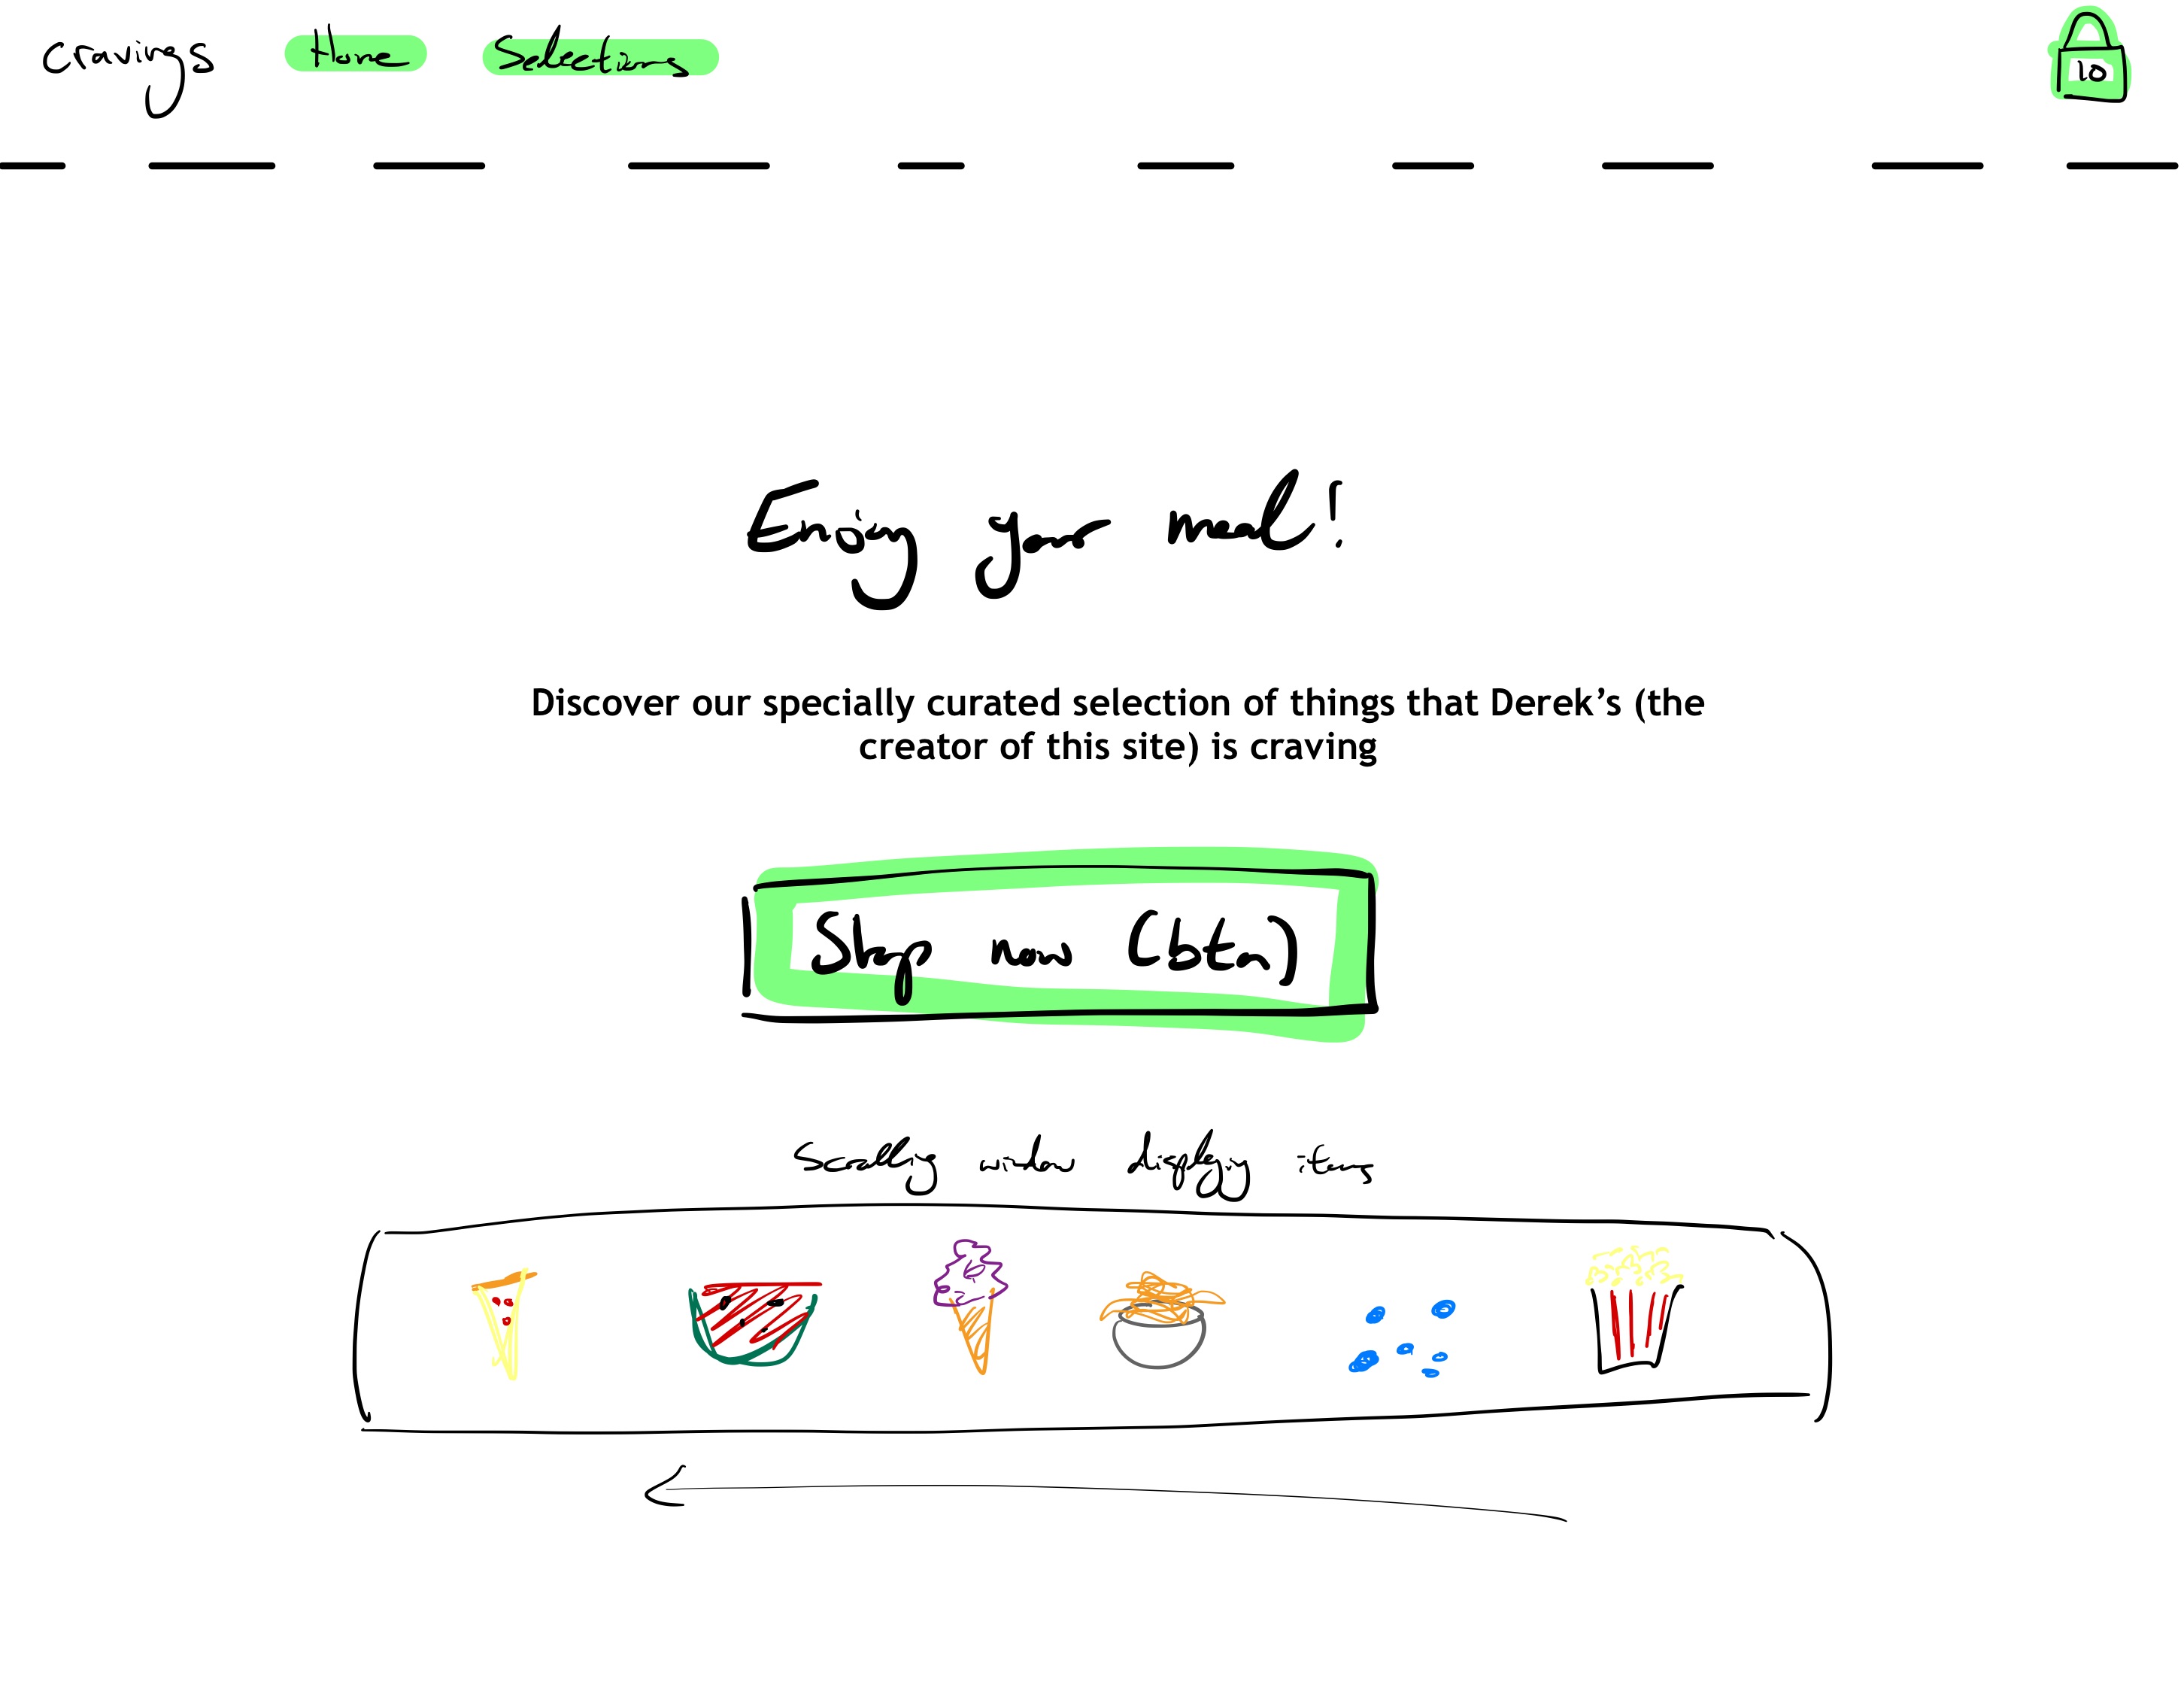 Cravings Home Selections 10
Enjoy your meal!
Discover our specially curated selection of things that Derek’s (the
creator of this site) is craving
Shop now (btn)
Scrolling window displaying items